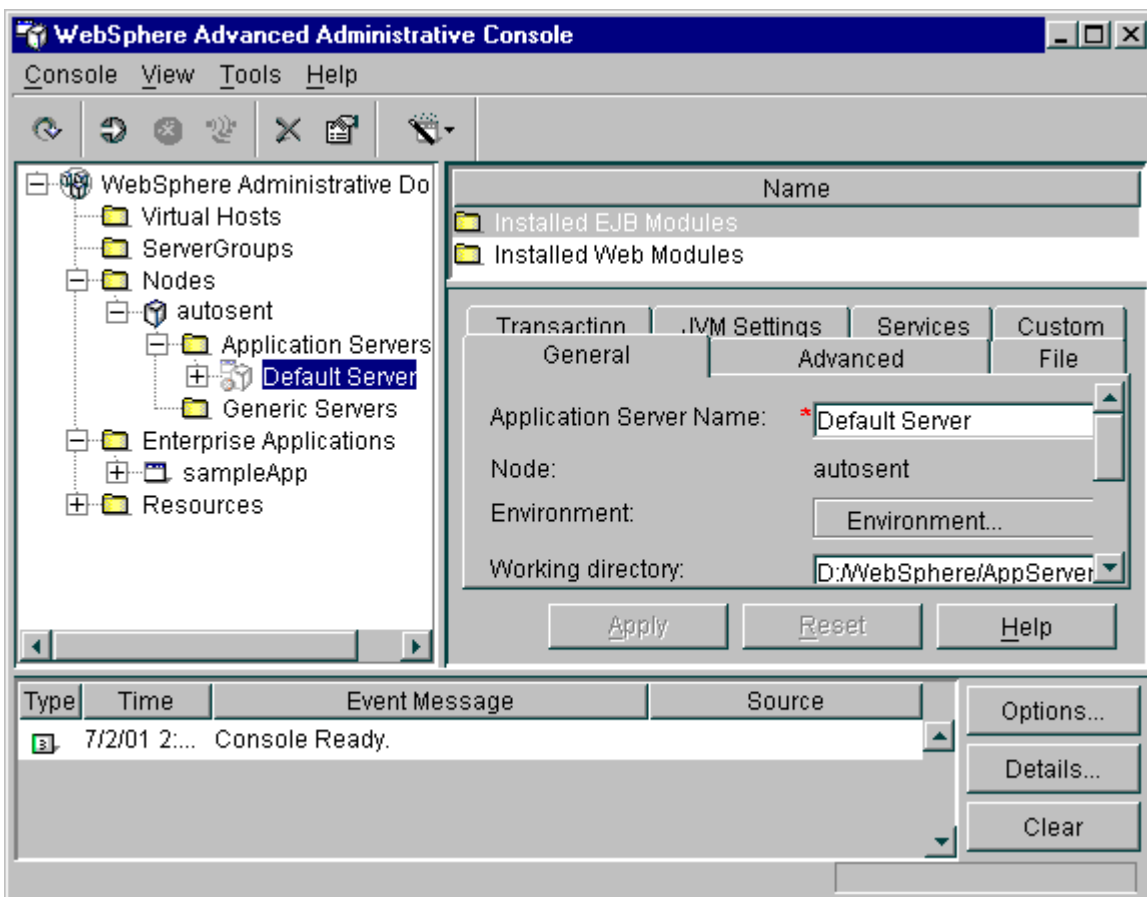 WebSphere Advanced Administrative Console
Console View Tools Help
WebSphere Administrative Do
Virtual Hosts
ServerGroups
Nodes
autosent
Application Servers
Default Server
Generic Servers
Enterprise Applications
sampleApp
Resources
Name
Installed EJB Modules
Installed Web Modules
Transaction JVM Settings Services Custom
General Advanced File
Application Server Name: *Default Server
Node: autosent
Environment: Environment...
Working directory: D:/WebSphere/AppServer
Apply Reset Help
Type Time Event Message Source
7/2/01 2:... Console Ready.
Options...
Details...
Clear